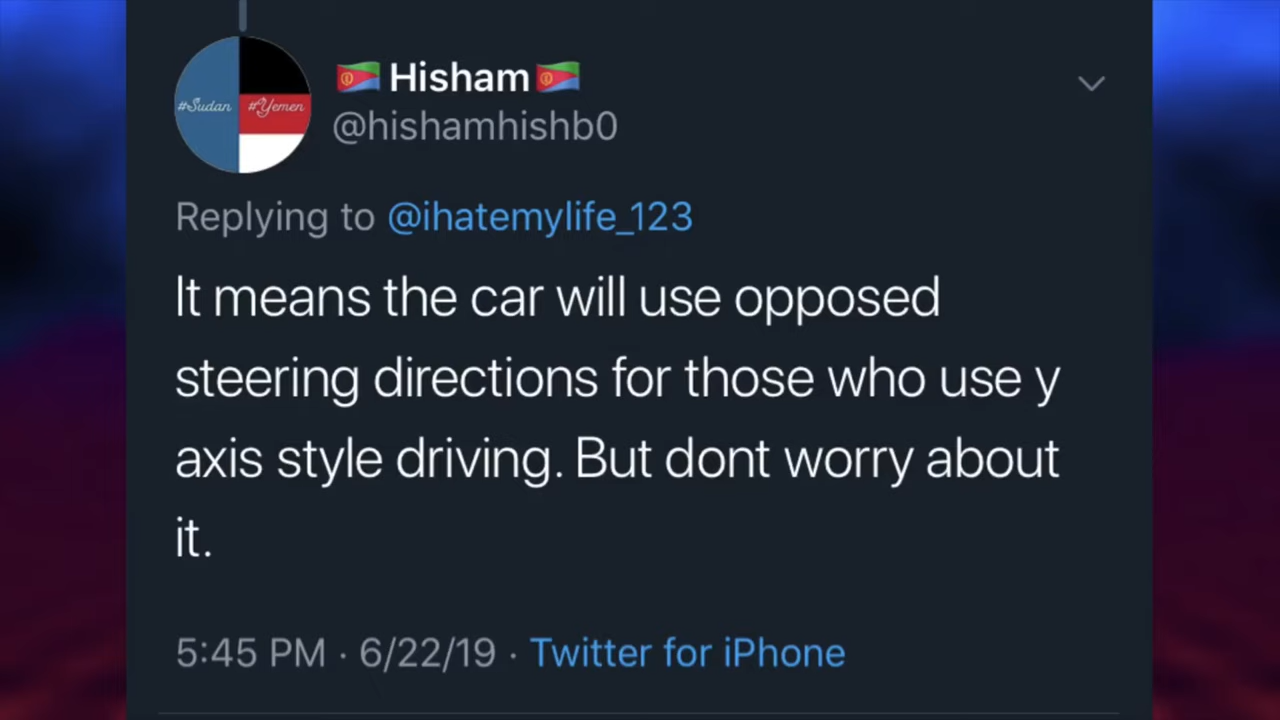 #Sudan #Yemen
🇪🇷 Hisham 🇪🇷
@hishamhishb0
Replying to @ihatemylife_123
It means the car will use opposed
steering directions for those who use y
axis style driving. But dont worry about
it.
5:45 PM · 6/22/19 · Twitter for iPhone